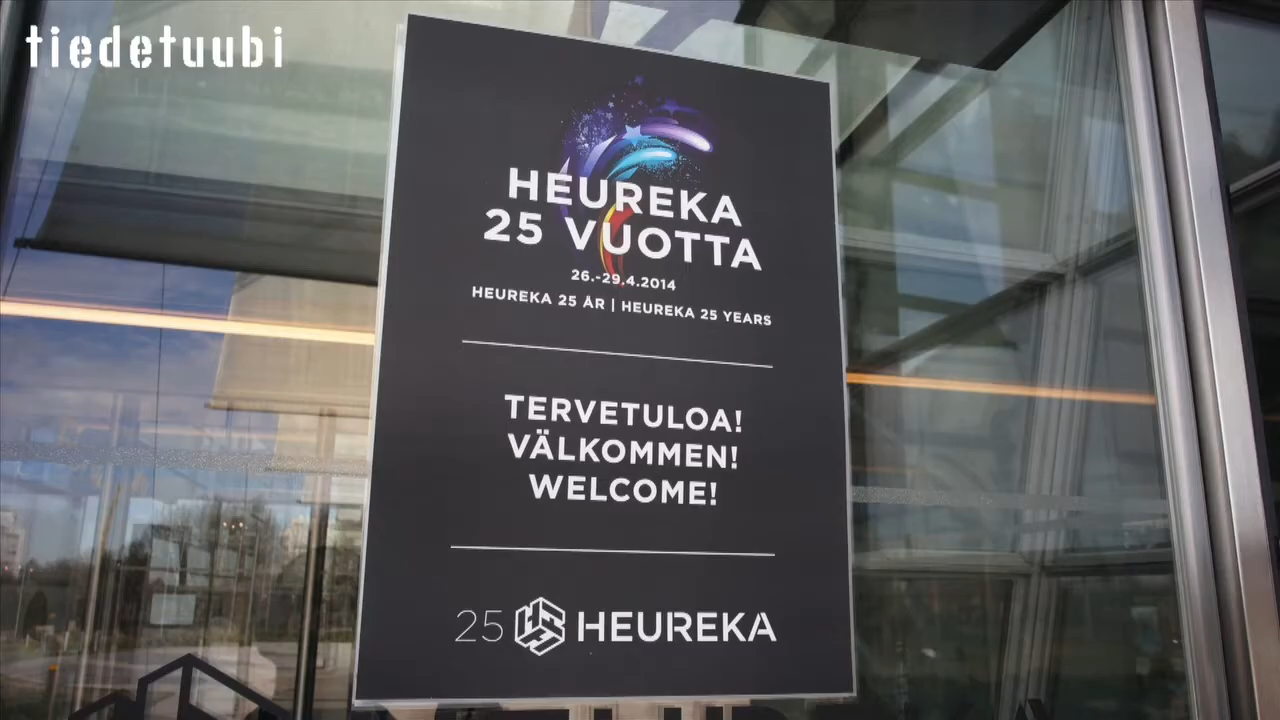 tiedetuubi
HEUREKA
25 VUOTTA
26.-29.4.2014
HEUREKA 25 ÅR | HEUREKA 25 YEARS
TERVETULOA!
VÄLKOMMEN!
WELCOME!
25 HEUREKA